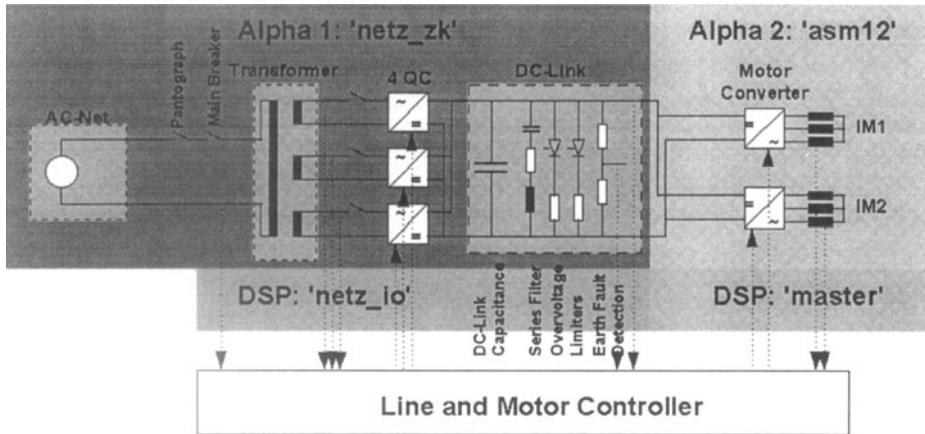 Alpha 1: 'netz_zk'
Alpha 2: 'asm12'
AC-Net
Pantograph
Main Breaker
Transformer
4 QC
DC-Link
Motor
Converter
IM1
IM2
DSP: 'netz_io'
DC-Link
Capacitance
Series Filter
Overvoltage
Limiters
Earth Fault
Detection
DSP: 'master'
Line and Motor Controller